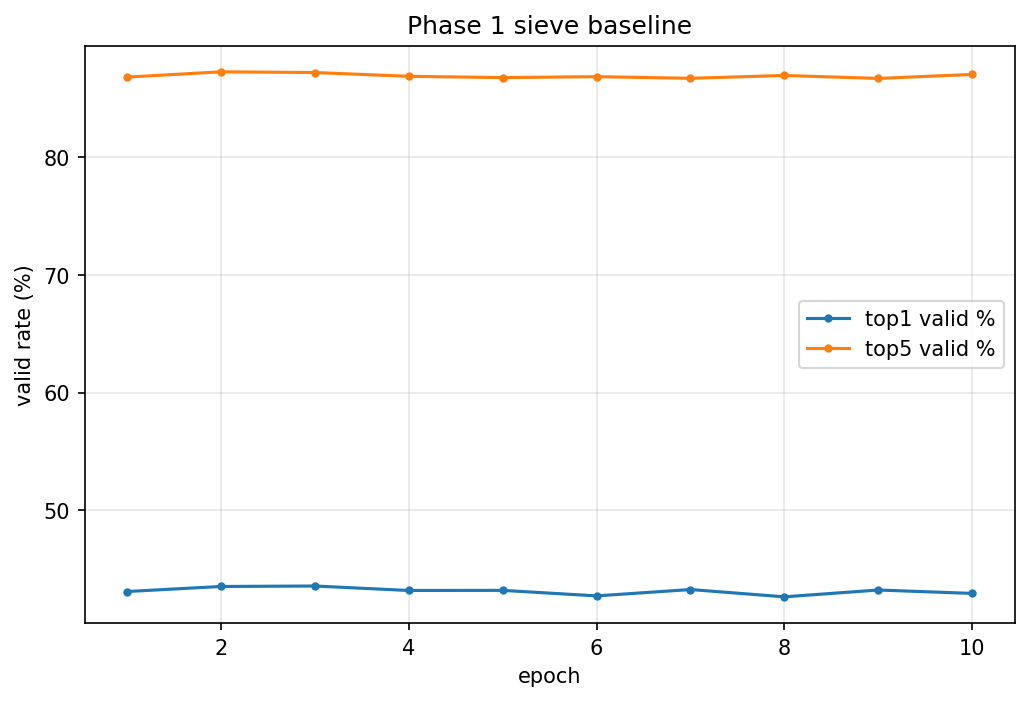 Phase 1 sieve baseline
80
70
60
50
valid rate (%)
top1 valid %
top5 valid %
2 4 6 8 10
epoch